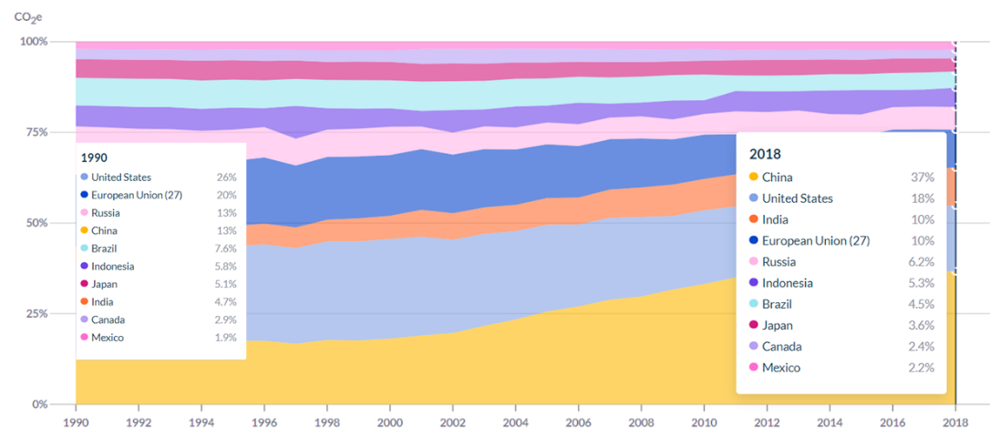 CO2e
100%
75%
50%
25%
0%
1990
United States 26%
European Union (27) 20%
Russia 13%
China 13%
Brazil 7.6%
Indonesia 5.8%
Japan 5.1%
India 4.7%
Canada 2.9%
Mexico 1.9%
2018
China 37%
United States 18%
India 10%
European Union (27) 10%
Russia 6.2%
Indonesia 5.3%
Brazil 4.5%
Japan 3.6%
Canada 2.4%
Mexico 2.2%
1990 1992 1994 1996 1998 2000 2002 2004 2006 2008 2010 2012 2014 2016 2018